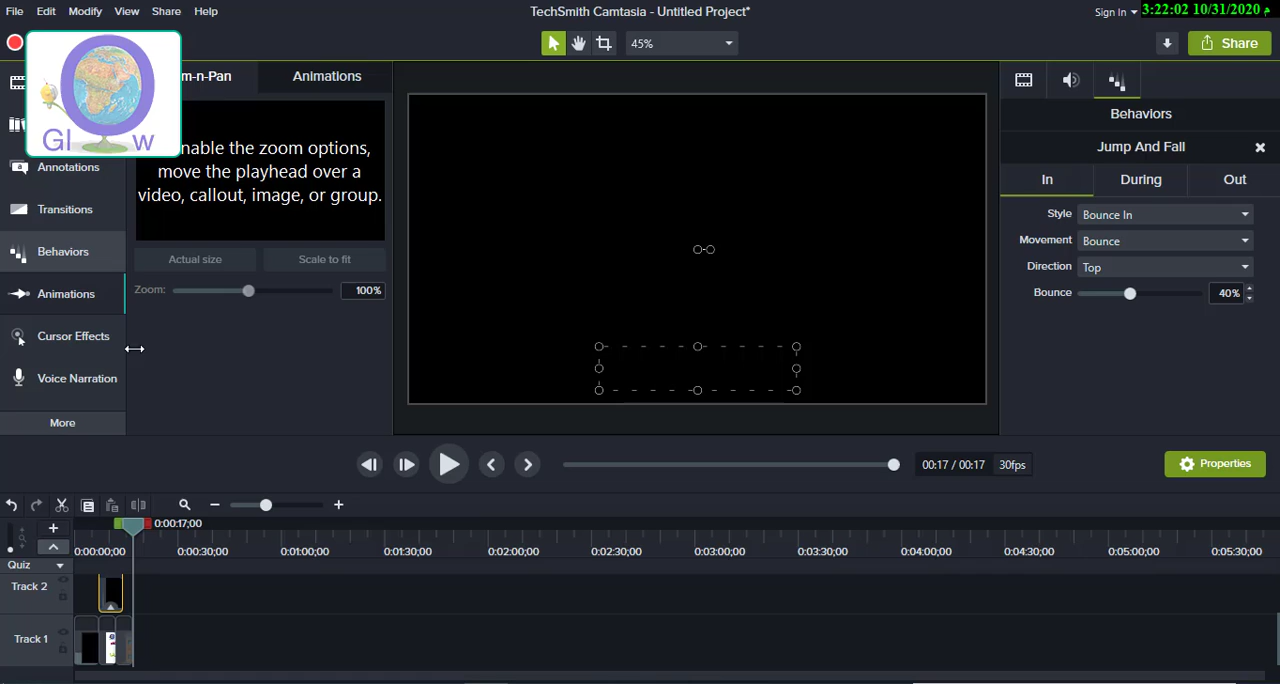 File Edit Modify View Share Help
TechSmith Camtasia - Untitled Project*
Sign In
3:22:02 10/31/2020 م
45%
Share
Gl w
m-n-Pan
Animations
nable the zoom options,
move the playhead over a
video, callout, image, or group.
Actual size
Scale to fit
Zoom:
100%
Annotations
Transitions
Behaviors
Animations
Cursor Effects
Voice Narration
More
Behaviors
Jump And Fall
In
During
Out
Style
Bounce In
Movement
Bounce
Direction
Top
Bounce
40%
00:17 / 00:17
30fps
Properties
0:00:17;00
0:00:00;00
0:00:30;00
0:01:00;00
0:01:30;00
0:02:00;00
0:02:30;00
0:03:00;00
0:03:30;00
0:04:00;00
0:04:30;00
0:05:00;00
0:05:30;00
Quiz
Track 2
Track 1